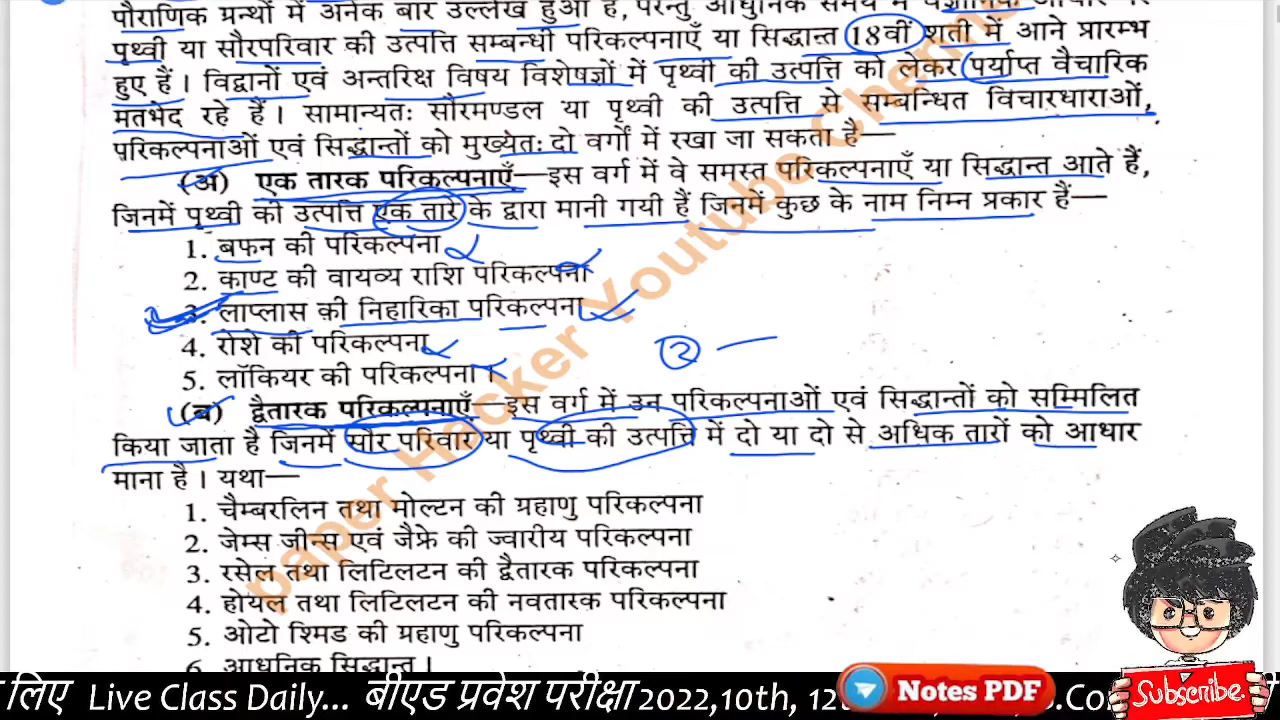 पौराणिक ग्रन्थों में अनेक बार उल्लेख हुआ है, परन्तु आधुनिक समय में वैज्ञानिक आधार पर
पृथ्वी या सौरपरिवार की उत्पत्ति सम्बन्धी परिकल्पनाएँ या सिद्धान्त 18वीं शती में आने प्रारम्भ
हुए हैं। विद्वानों एवं अन्तरिक्ष विषय विशेषज्ञों में पृथ्वी की उत्पत्ति को लेकर पर्याप्त वैचारिक
मतभेद रहे हैं। सामान्यतः सौरमण्डल या पृथ्वी की उत्पत्ति से सम्बन्धित विचारधाराओं,
परिकल्पनाओं एवं सिद्धान्तों को मुख्यतः दो वर्गों में रखा जा सकता है—
(अ) एक तारक परिकल्पनाएँ—इस वर्ग में वे समस्त परिकल्पनाएँ या सिद्धान्त आते हैं,
जिनमें पृथ्वी की उत्पत्ति एक तारे के द्वारा मानी गयी हैं जिनमें कुछ के नाम निम्न प्रकार हैं—
1. बफन की परिकल्पना
2. काण्ट की वायव्य राशि परिकल्पना
3. लाप्लास की निहारिका परिकल्पना
4. रोशे की परिकल्पना
5. लॉकियर की परिकल्पना।
2
(ब) द्वैतारक परिकल्पनाएँ—इस वर्ग में उन परिकल्पनाओं एवं सिद्धान्तों को सम्मिलित
किया जाता है जिनमें सौर परिवार या पृथ्वी की उत्पत्ति में दो या दो से अधिक तारों को आधार
माना है। यथा—
1. चैम्बरलिन तथा मोल्टन की ग्रहाणु परिकल्पना
2. जेम्स जीन्स एवं जैफ्रे की ज्वारीय परिकल्पना
3. रसेल तथा लिटिलटन की द्वैतारक परिकल्पना
4. होयल तथा लिटिलटन की नवतारक परिकल्पना
5. ओटो श्मिड की ग्रहाणु परिकल्पना
6. आधुनिक सिद्धान्त।
paper Hacker Youtube
लिए Live Class Daily... बीएड प्रवेश परीक्षा 2022,10th,
Notes PDF
Subscribe